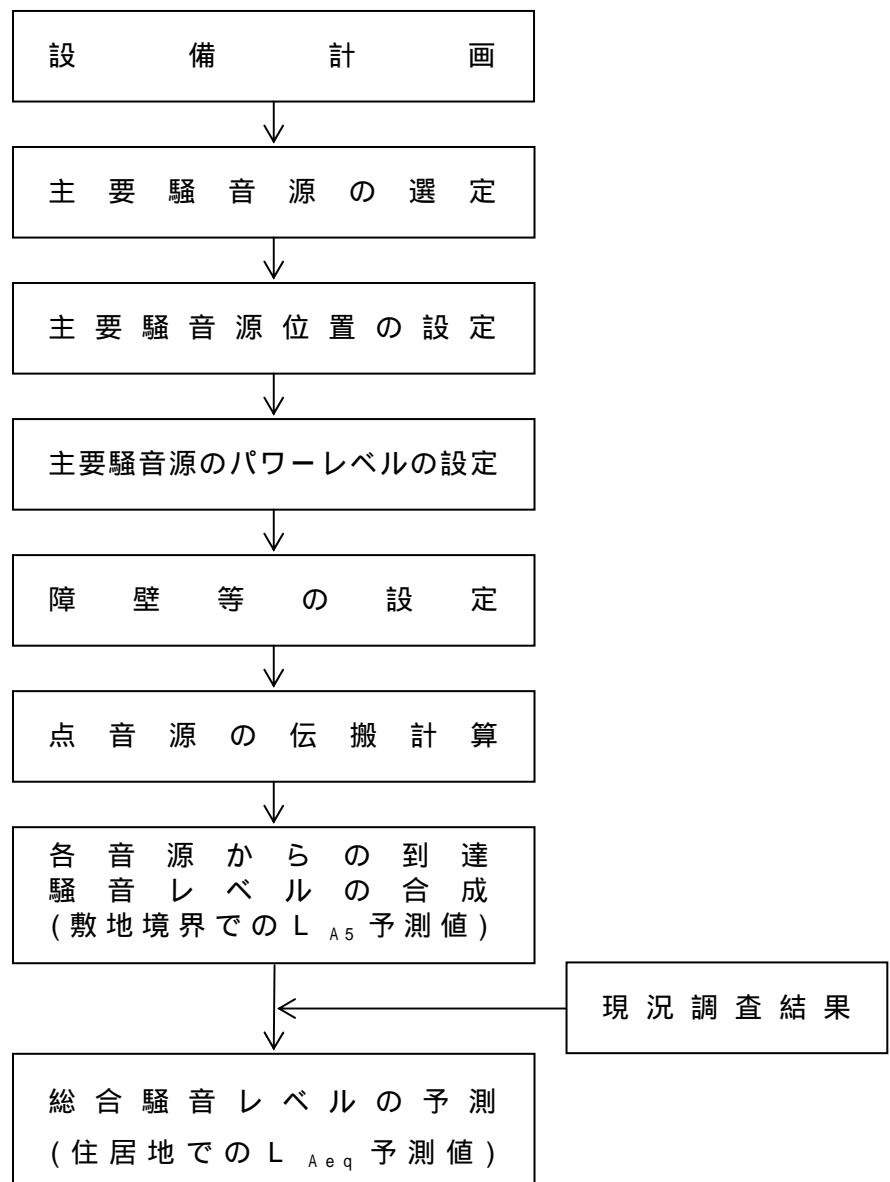 設備計画
主要騒音源の選定
主要騒音源位置の設定
主要騒音源のパワーレベルの設定
障壁等の設定
点音源の伝搬計算
各音源からの到達
騒音レベルの合成
(敷地境界でのLA5予測値)
現況調査結果
総合騒音レベルの予測
(住居地でのLAeq予測値)